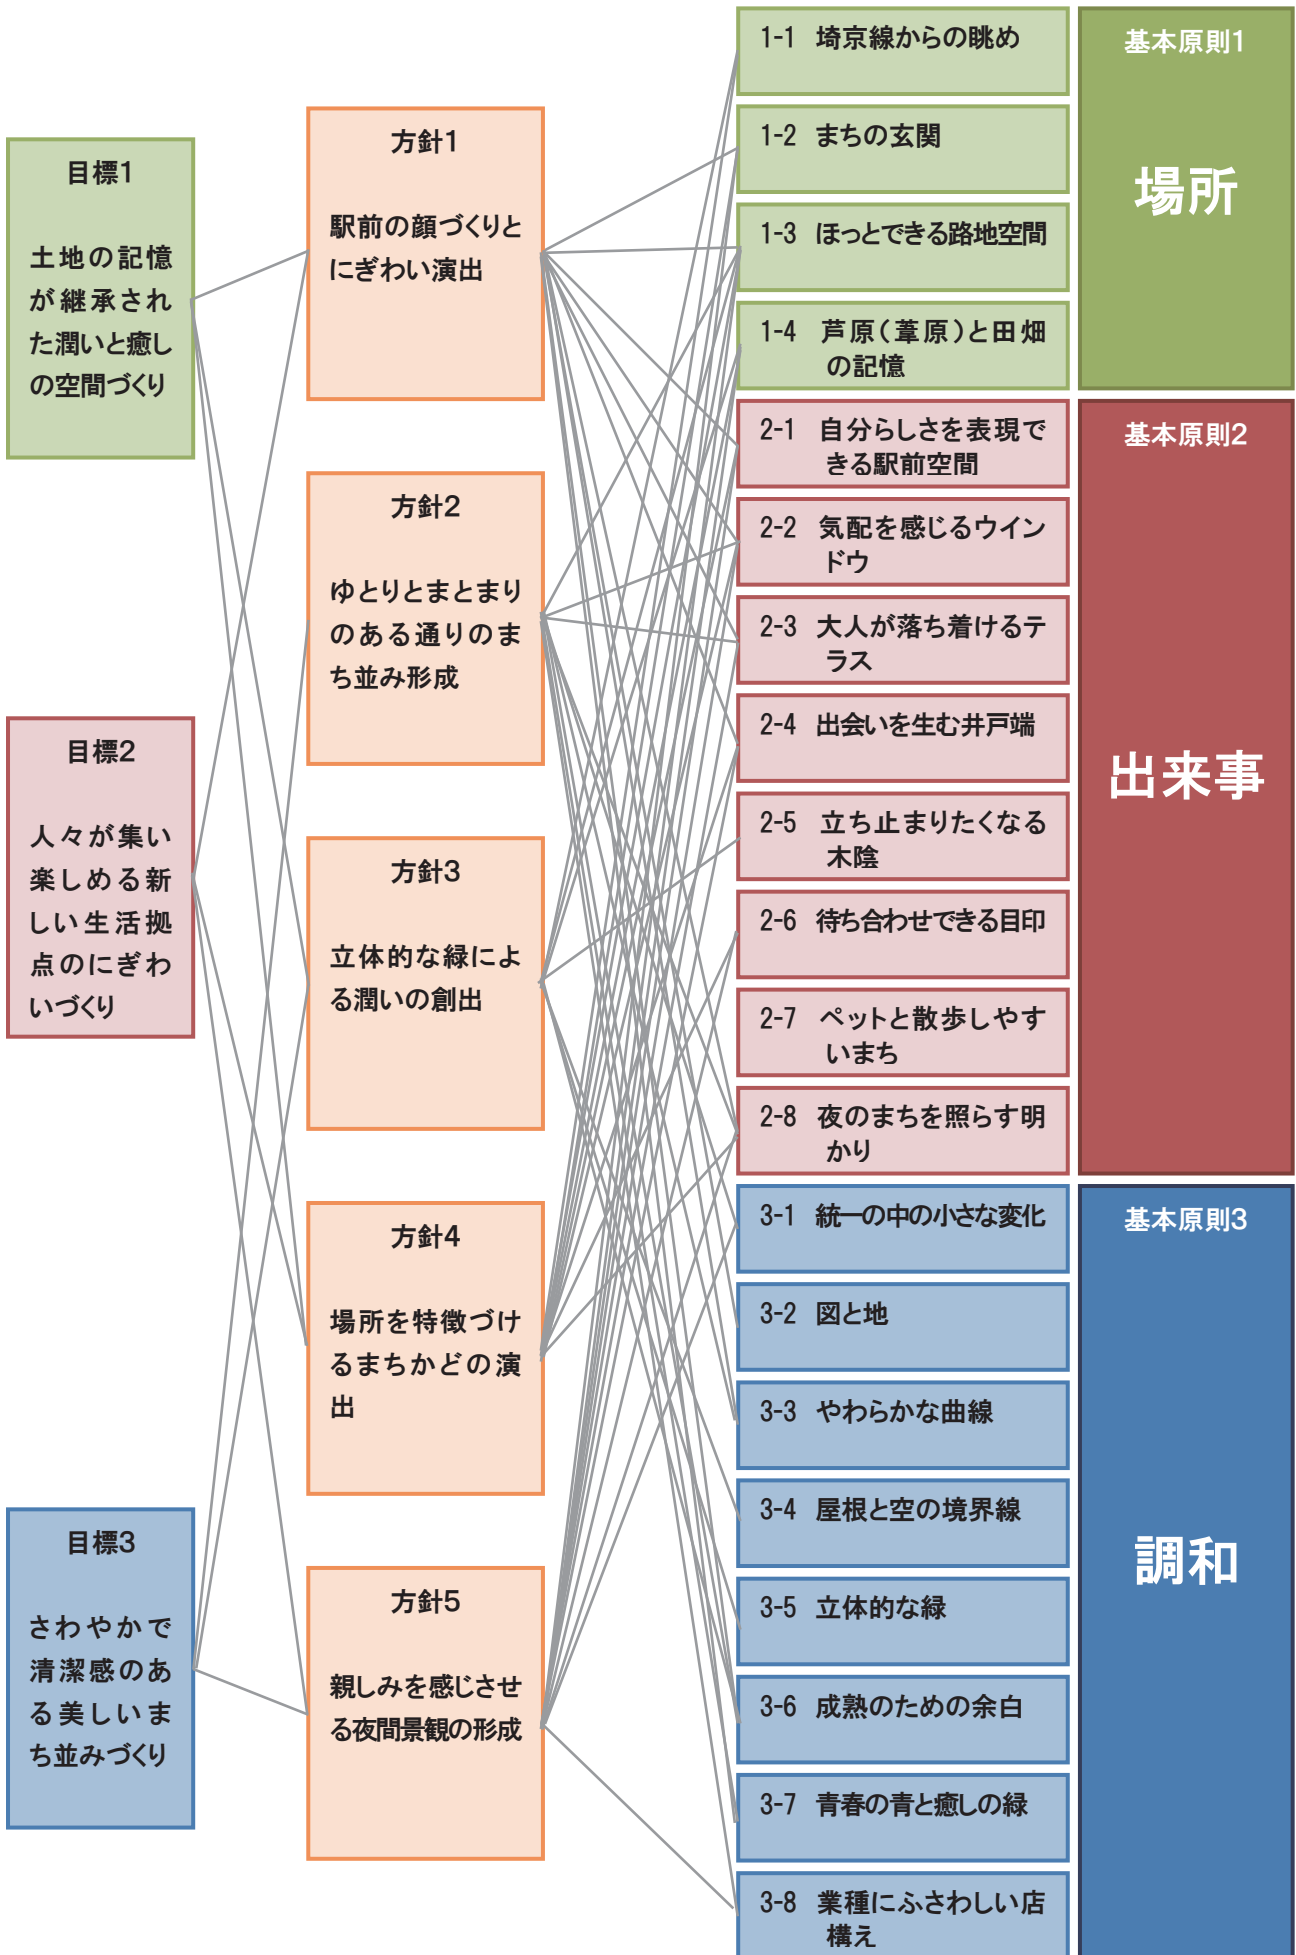 目標1
土地の記憶
が継承され
た潤いと癒し
の空間づくり
目標2
人々が集い
楽しめる新
しい生活拠
点のにぎわ
いづくり
目標3
さわやかで
清潔感のあ
る美しいま
ち並みづくり
方針1
駅前の顔づくりと
にぎわい演出
方針2
ゆとりとまとまり
のある通りのま
ち並み形成
方針3
立体的な緑によ
る潤いの創出
方針4
場所を特徴づけ
るまちかどの演
出
方針5
親しみを感じさせ
る夜間景観の形成
1-1 埼京線からの眺め
1-2 まちの玄関
1-3 ほっとできる路地空間
1-4 芦原(葦原)と田畑
の記憶
2-1 自分らしさを表現で
きる駅前空間
2-2 気配を感じるウイン
ドウ
2-3 大人が落ち着けるテ
ラス
2-4 出会いを生む井戸端
2-5 立ち止まりたくなる
木陰
2-6 待ち合わせできる目印
2-7 ペットと散歩しやす
いまち
2-8 夜のまちを照らす明
かり
3-1 統一の中の小さな変化
3-2 図と地
3-3 やわらかな曲線
3-4 屋根と空の境界線
3-5 立体的な緑
3-6 成熟のための余白
3-7 青春の青と癒しの緑
3-8 業種にふさわしい店
構え
基本原則1
場所
基本原則2
出来事
基本原則3
調和